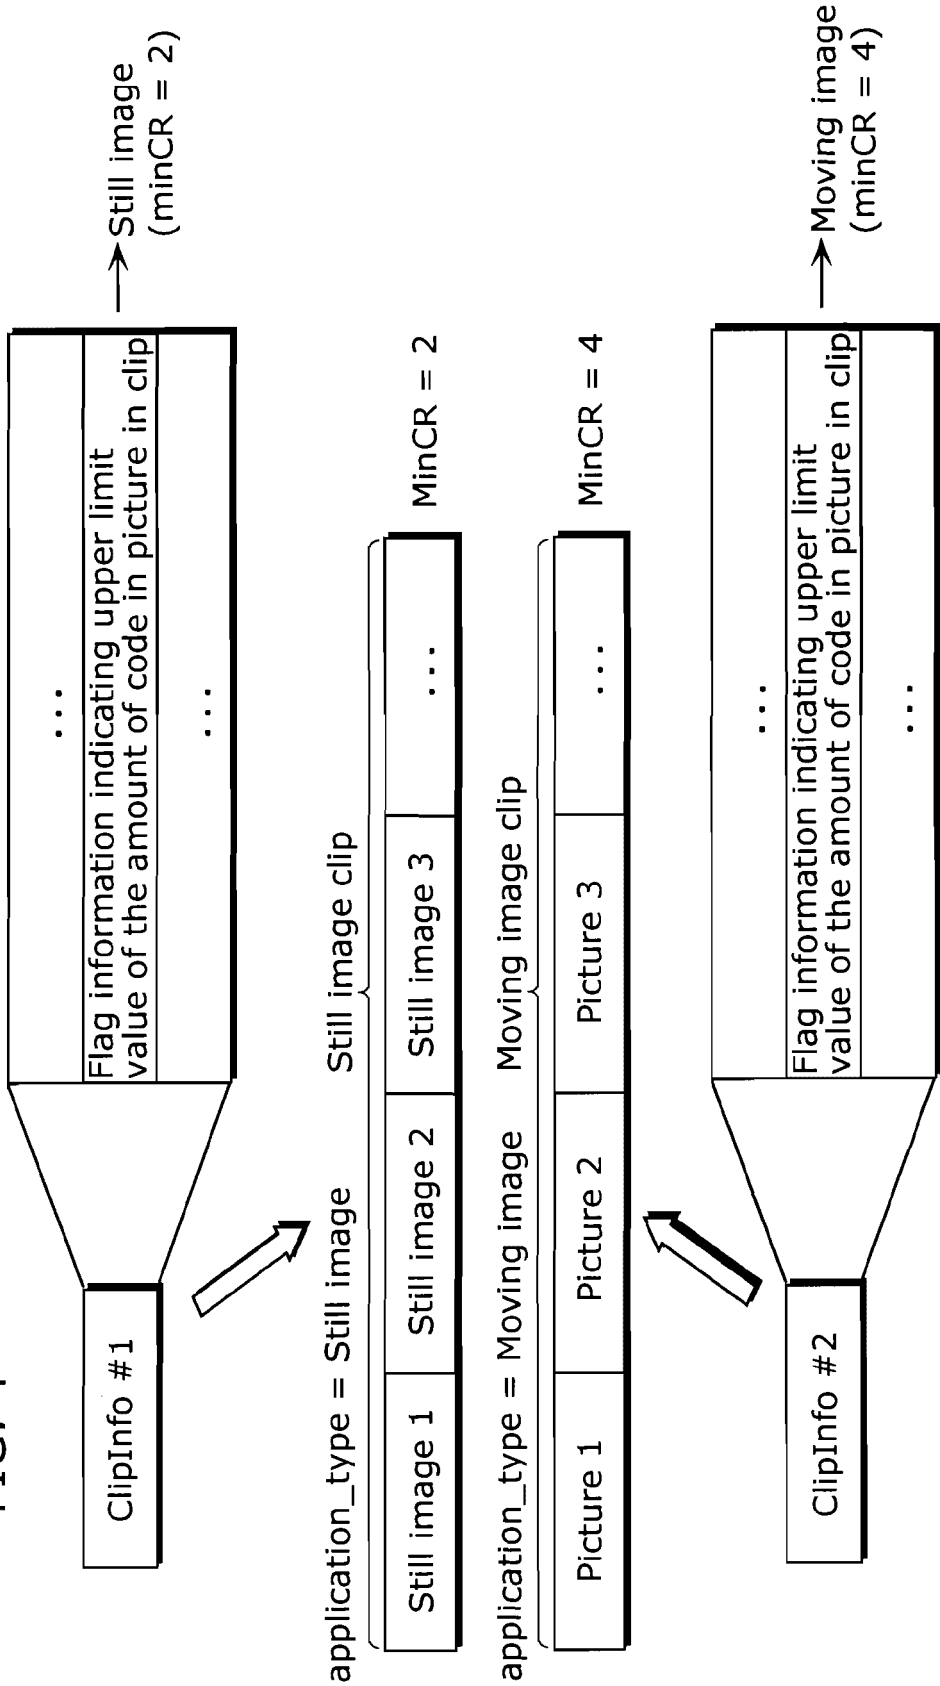 ...
Flag information indicating upper limit
value of the amount of code in picture in clip
...
ClipInfo #1
Still image
(minCR = 2)
application_type = Still image
Still image clip
Still image 1
Still image 2
Still image 3
...
MinCR = 2
application_type = Moving image
Moving image clip
Picture 1
Picture 2
Picture 3
...
MinCR = 4
...
Flag information indicating upper limit
value of the amount of code in picture in clip
...
ClipInfo #2
Moving image
(minCR = 4)